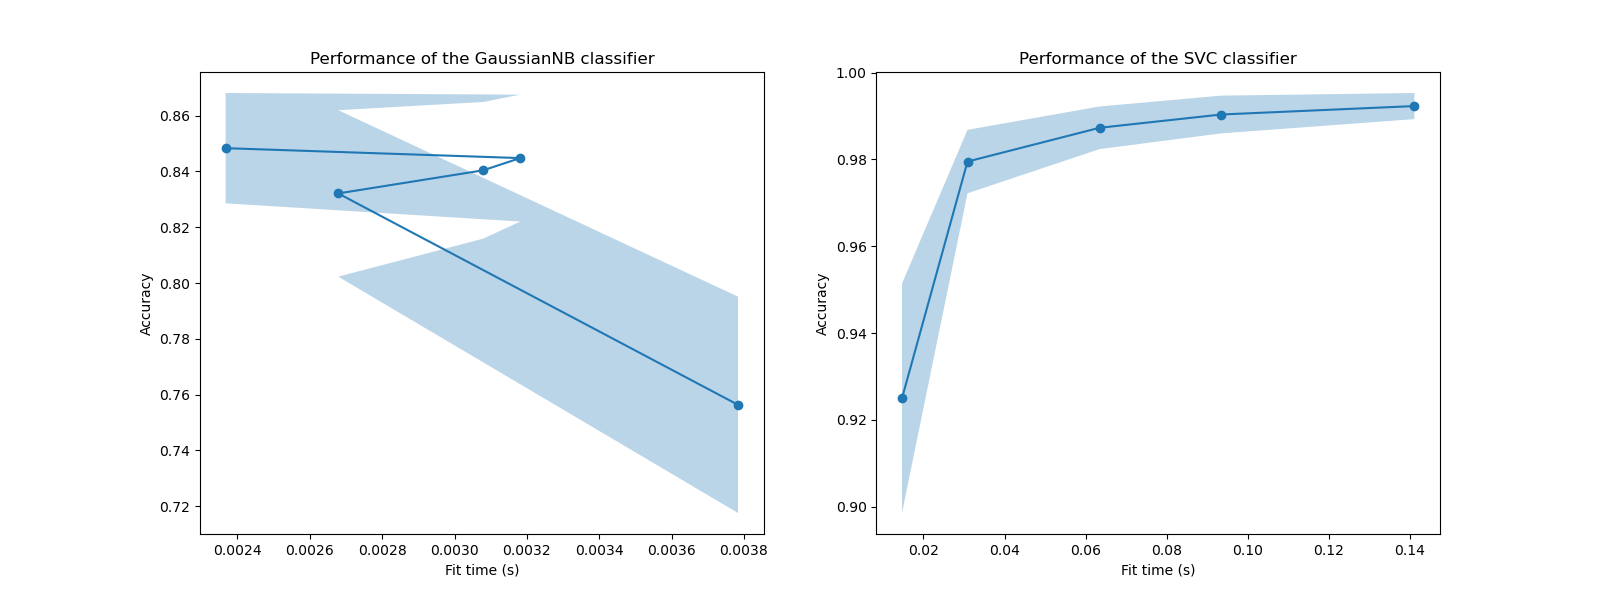 Performance of the GaussianNB classifier
Accuracy
0.86
0.84
0.82
0.80
0.78
0.76
0.74
0.72
0.0024 0.0026 0.0028 0.0030 0.0032 0.0034 0.0036 0.0038
Fit time (s)
Performance of the SVC classifier
Accuracy
1.00
0.98
0.96
0.94
0.92
0.90
0.02 0.04 0.06 0.08 0.10 0.12 0.14
Fit time (s)